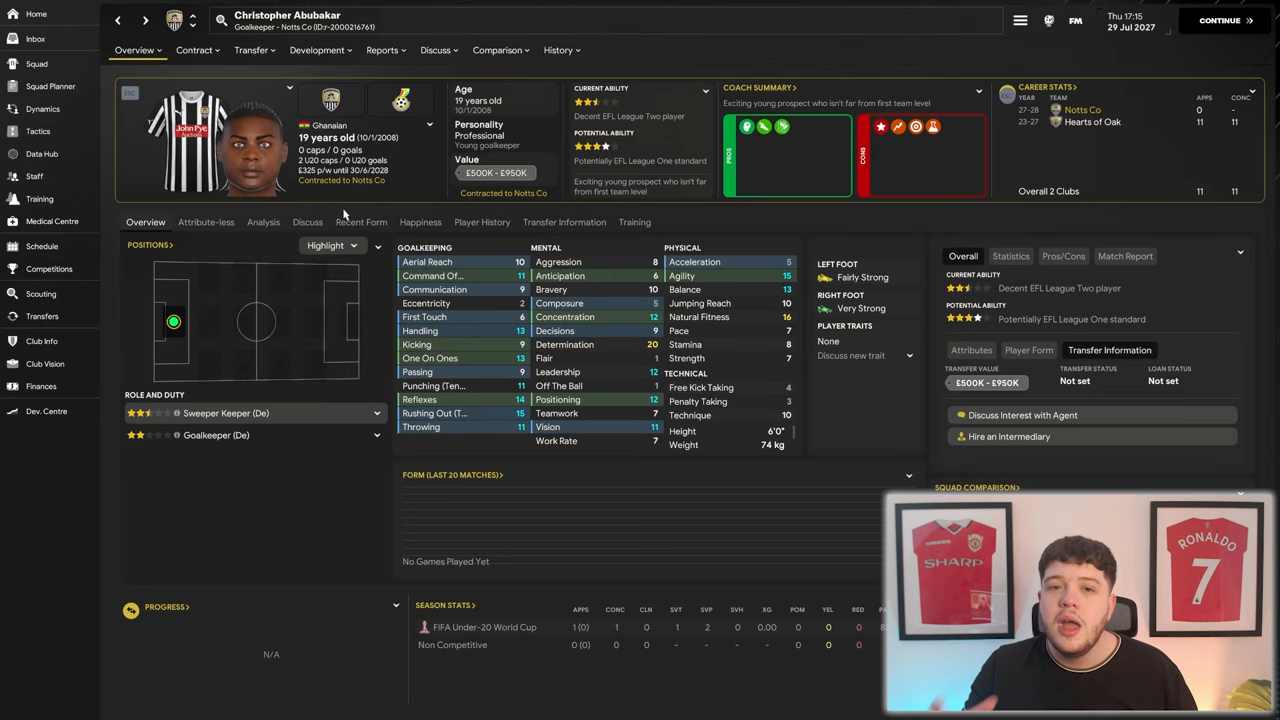 Home
Inbox
Squad
Squad Planner
Dynamics
Tactics
Data Hub
Staff
Training
Medical Centre
Schedule
Competitions
Scouting
Transfers
Club Info
Club Vision
Finances
Dev. Centre
Christopher Abubakar
Goalkeeper - Notts Co (ID:r-2000216761)
FM
Thu 17:15
29 Jul 2027
CONTINUE
Overview
Contract
Transfer
Development
Reports
Discuss
Comparison
History
ESC
John Pye
Auctions
Ghanaian
19 years old (10/1/2008)
0 caps / 0 goals
2 U20 caps / 0 U20 goals
£325 p/w until 30/6/2028
Contracted to Notts Co
Age
19 years old
10/1/2008
Personality
Professional
Young goalkeeper
Value
£500K - £950K
Contracted to Notts Co
CURRENT ABILITY
Decent EFL League Two player
POTENTIAL ABILITY
Potentially EFL League One standard
Exciting young prospect who isn't far
from first team level
COACH SUMMARY
Exciting young prospect who isn't far from first team level
PROS
CONS
ESC
CAREER STATS
YEAR TEAM APPS CONC
27-28 Notts Co 0 -
23-27 Hearts of Oak 11 11
Overall 2 Clubs 11 11
Overview
Attribute-less
Analysis
Discuss
Recent Form
Happiness
Player History
Transfer Information
Training
POSITIONS
Highlight
ROLE AND DUTY
Sweeper Keeper (De)
Goalkeeper (De)
GOALKEEPING
Aerial Reach 10
Command Of... 11
Communication 9
Eccentricity 2
First Touch 6
Handling 13
Kicking 9
One On Ones 13
Passing 9
Punching (Ten... 11
Reflexes 14
Rushing Out (T... 15
Throwing 11
MENTAL
Aggression 8
Anticipation 6
Bravery 10
Composure 5
Concentration 12
Decisions 9
Determination 20
Flair 1
Leadership 12
Off The Ball 1
Positioning 12
Teamwork 7
Vision 11
Work Rate 7
PHYSICAL
Acceleration 5
Agility 15
Balance 13
Jumping Reach 10
Natural Fitness 16
Pace 7
Stamina 8
Strength 7
TECHNICAL
Free Kick Taking 4
Penalty Taking 3
Technique 10
Height 6'0"
Weight 74 kg
LEFT FOOT
Fairly Strong
RIGHT FOOT
Very Strong
PLAYER TRAITS
None
Discuss new trait
Overall
Statistics
Pros/Cons
Match Report
CURRENT ABILITY
Decent EFL League Two player
POTENTIAL ABILITY
Potentially EFL League One standard
Attributes
Player Form
Transfer Information
TRANSFER VALUE
£500K - £950K
TRANSFER STATUS
Not set
LOAN STATUS
Not set
Discuss Interest with Agent
Hire an Intermediary
SQUAD COMPARISON
FORM (LAST 20 MATCHES)
No Games Played Yet
PROGRESS
N/A
SEASON STATS
APPS CONC CLN SVT SVP SVH XG POM YEL RED
FIFA Under-20 World Cup 1 (0) 1 0 1 2 0 0.00 0 0 0
Non Competitive 0 (0) 0 0 - - - - 0 0 0
SHARP
RONALDO
7